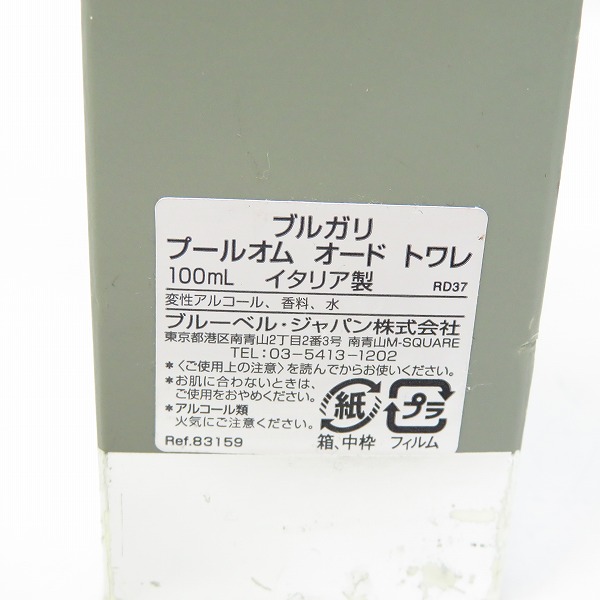 ブルガリ
プールオム オード トワレ
100mL イタリア製 RD37
変性アルコール、香料、水
ブルーベル・ジャパン株式会社
東京都港区南青山2丁目2番3号 南青山M-SQUARE
TEL:03-5413-1202
*〈ご使用上の注意〉を読んでからお使いください。
*お肌に合わないときは、
ご使用をおやめください。
*アルコール類
火気にご注意ください。
Ref.83159
紙
箱、中枠
プラ
フィルム